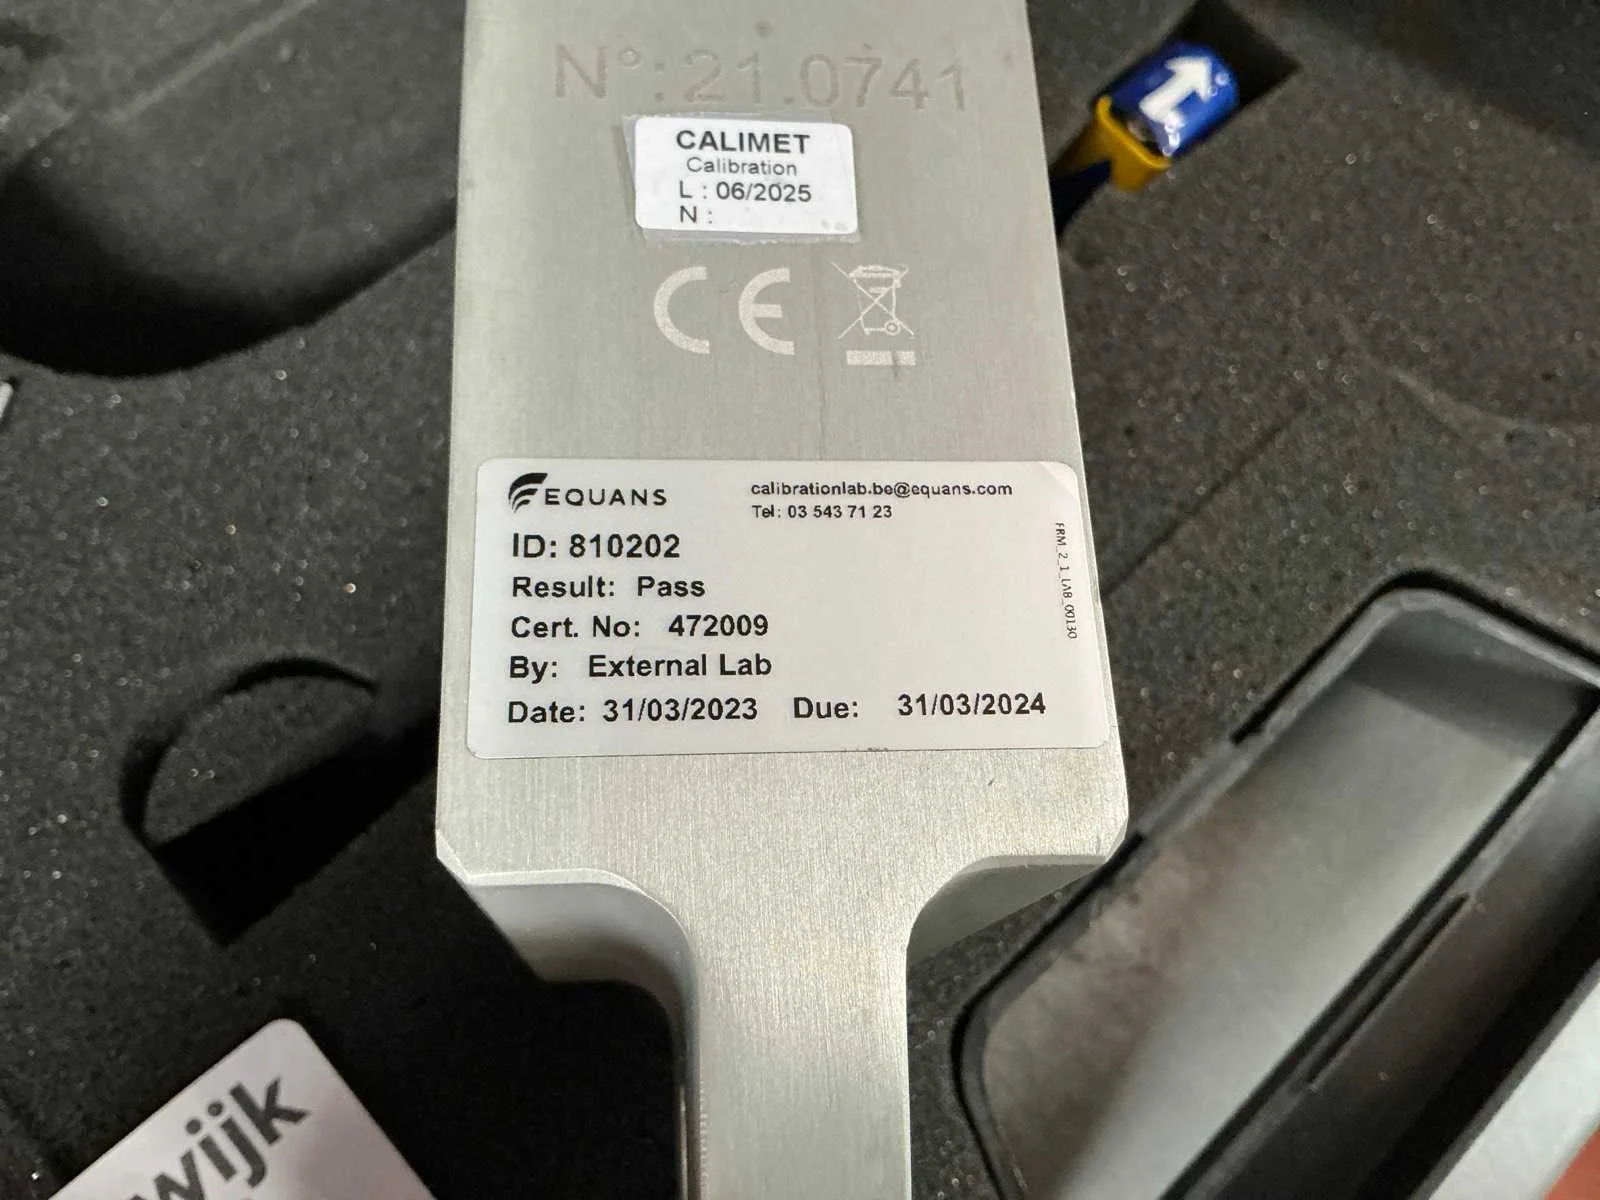 N°:21.0741
CALIMET
Calibration
L : 06/2025
N :
CE
EQUANS
calibrationlab.be@equans.com
Tel: 03 543 71 23
ID: 810202
Result: Pass
Cert. No: 472009
By: External Lab
Date: 31/03/2023 Due: 31/03/2024
FRM_2_1_LAB_00130
wijk